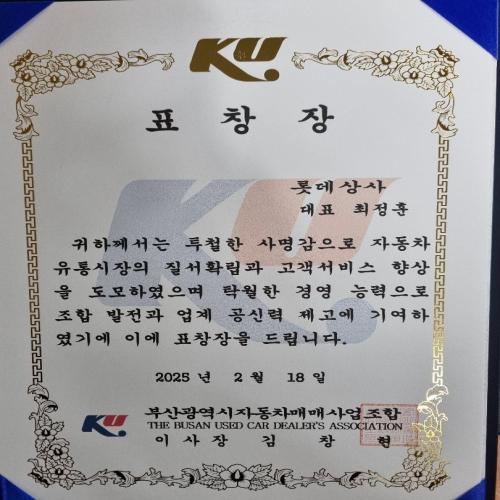 KU.
표 창 장
롯데상사
대표 최정훈
귀하께서는 투철한 사명감으로 자동차
유통시장의 질서확립과 고객서비스 향상
을 도모하였으며 탁월한 경영 능력으로
조합 발전과 업계 공신력 제고에 기여하
였기에 이에 표창장을 드립니다.
2025 년 2 월 18 일
KU. 부산광역시자동차매매사업조합
THE BUSAN USED CAR DEALER'S ASSOCIATION
이 사 장 김 창 현